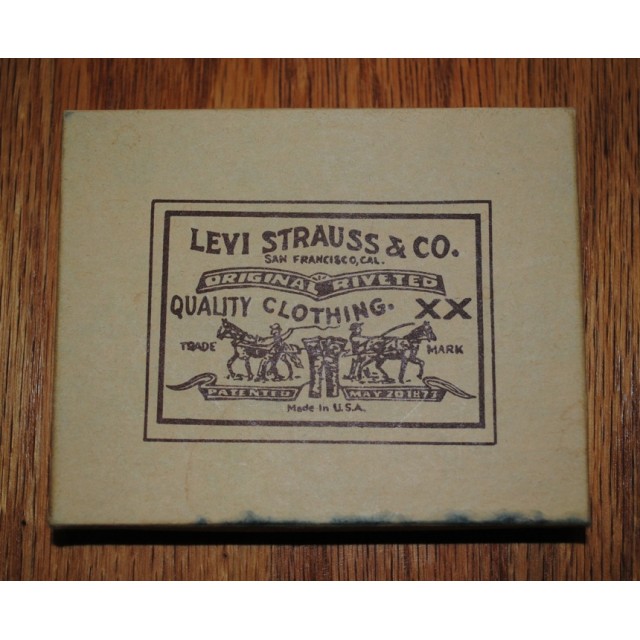 LEVI STRAUSS & CO.
SAN FRANCISCO, CAL.
ORIGINAL RIVETED
QUALITY CLOTHING. XX
TRADE MARK
PATENTED MAY 20 1873
Made in U.S.A.